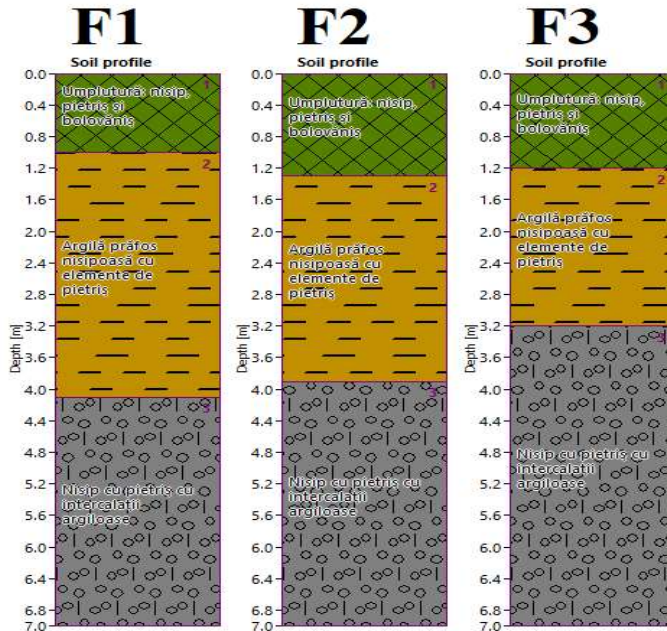 F1
F2
F3
Soil profile
Soil profile
Soil profile
0.0
0.4
0.8
1.2
1.6
2.0
2.4
2.8
3.2
3.6
4.0
4.4
4.8
5.2
5.6
6.0
6.4
6.8
7.0
Depth [m]
1
Umplutură: nisip,
pietriș și
bolovăniș
2
Argilă prăfos
nisipoasă cu
elemente de
pietriș
3
Nisip cu pietriș cu
intercalații
argiloase
0.0
0.4
0.8
1.2
1.6
2.0
2.4
2.8
3.2
3.6
4.0
4.4
4.8
5.2
5.6
6.0
6.4
6.8
7.0
Depth [m]
1
Umplutură: nisip,
pietriș și
bolovăniș
2
Argilă prăfos
nisipoasă cu
elemente de
pietriș
3
Nisip cu pietriș cu
intercalații
argiloase
0.0
0.4
0.8
1.2
1.6
2.0
2.4
2.8
3.2
3.6
4.0
4.4
4.8
5.2
5.6
6.0
6.4
6.8
7.0
Depth [m]
1
Umplutură: nisip,
pietriș și
bolovăniș
2
Argilă prăfos
nisipoasă cu
elemente de
pietriș
3
Nisip cu pietriș cu
intercalații
argiloase